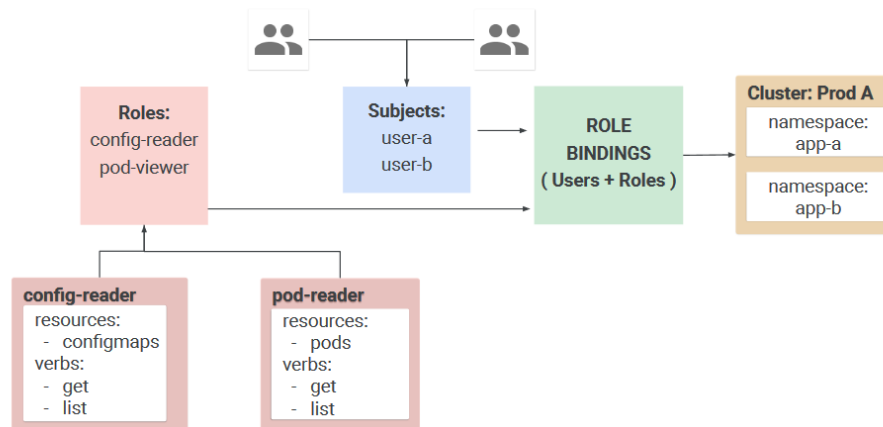 Roles:
config-reader
pod-viewer
Subjects:
user-a
user-b
ROLE
BINDINGS
( Users + Roles )
Cluster: Prod A
namespace:
app-a
namespace:
app-b
config-reader
resources:
- configmaps
verbs:
- get
- list
pod-reader
resources:
- pods
verbs:
- get
- list